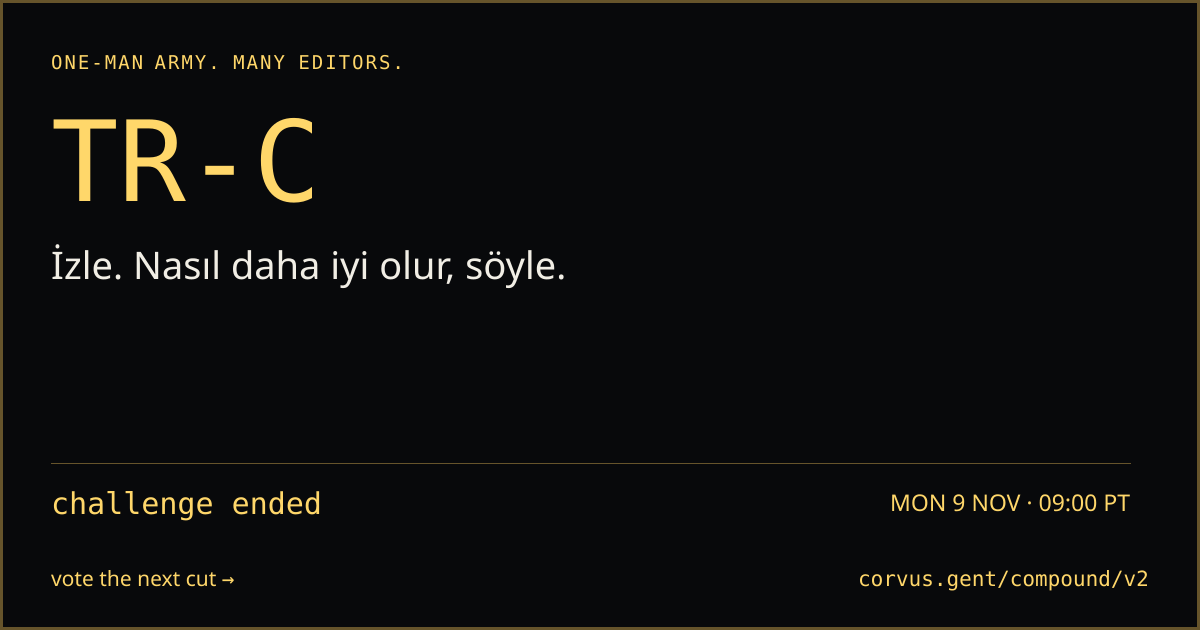 ONE-MAN ARMY. MANY EDITORS.
TR-C
İzle. Nasıl daha iyi olur, söyle.
challenge ended
MON 9 NOV · 09:00 PT
vote the next cut →
corvus.gent/compound/v2